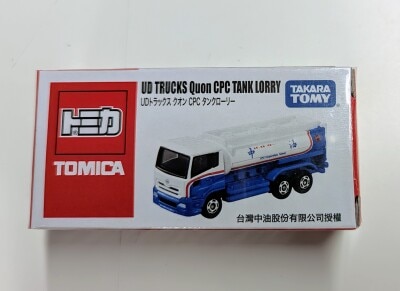 UD TRUCKS Quon CPC TANK LORRY
UDトラックス クオン CPC タンクローリー
TAKARA
TOMY
トミカ
TOMICA
台灣中油股份有限公司授權